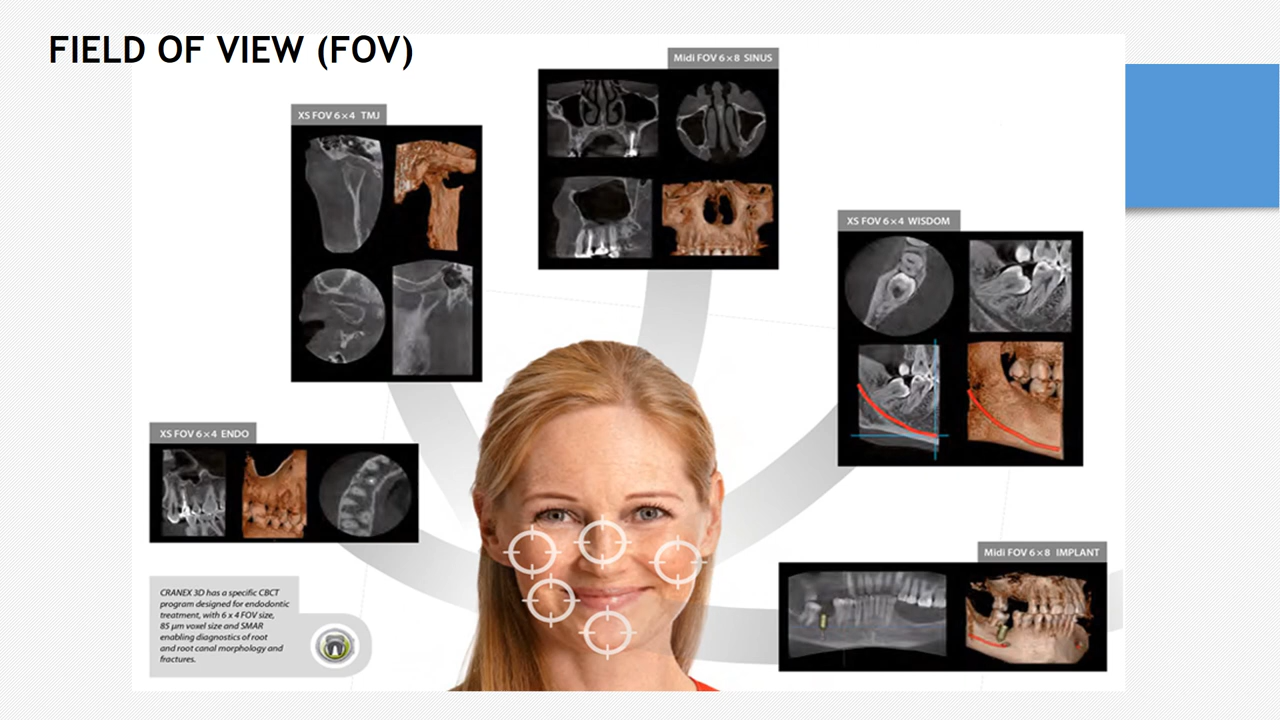 FIELD OF VIEW (FOV)
Midi FOV 6×8 SINUS
XS FOV 6×4 TMJ
XS FOV 6×4 WISDOM
XS FOV 6×4 ENDO
Midi FOV 6×8 IMPLANT
CRANEX 3D has a specific CBCT
program designed for endodontic
treatment, with 6 x 4 FOV size,
85 µm voxel size and SMAR
enabling diagnostics of root
and root canal morphology and
fractures.